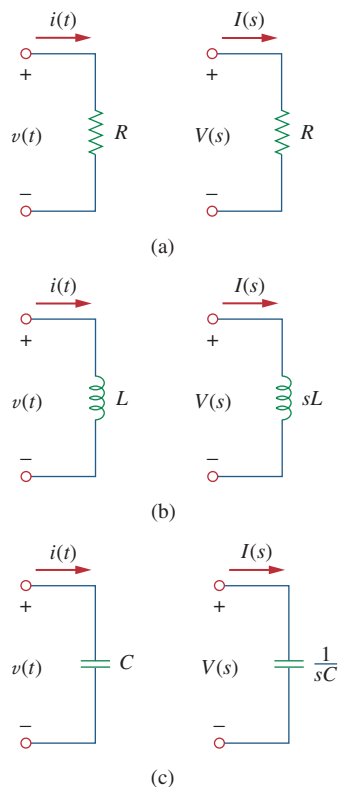 i(t) I(s)
+ +
v(t) R V(s) R
− −
(a)
i(t) I(s)
+ +
v(t) L V(s) sL
− −
(b)
i(t) I(s)
+ +
v(t) C V(s) 1/sC
− −
(c)